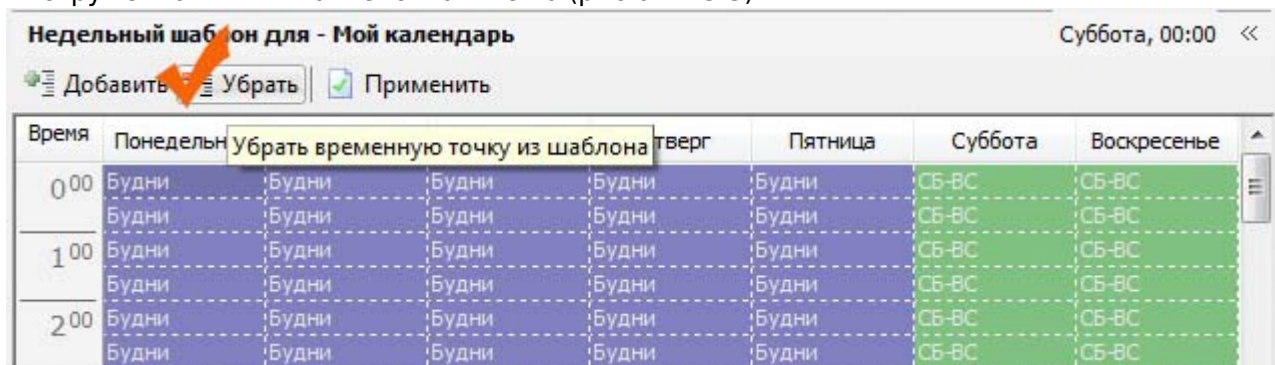 Недельный шаблон для - Мой календарь Суббота, 00:00 «
Добавить Убрать Применить
Время Понедельн тверг Пятница Суббота Воскресенье
Убрать временную точку из шаблона
0 00 Будни Будни Будни Будни Будни СБ-ВС СБ-ВС
Будни Будни Будни Будни Будни СБ-ВС СБ-ВС
1 00 Будни Будни Будни Будни Будни СБ-ВС СБ-ВС
Будни Будни Будни Будни Будни СБ-ВС СБ-ВС
2 00 Будни Будни Будни Будни Будни СБ-ВС СБ-ВС
Будни Будни Будни Будни Будни СБ-ВС СБ-ВС